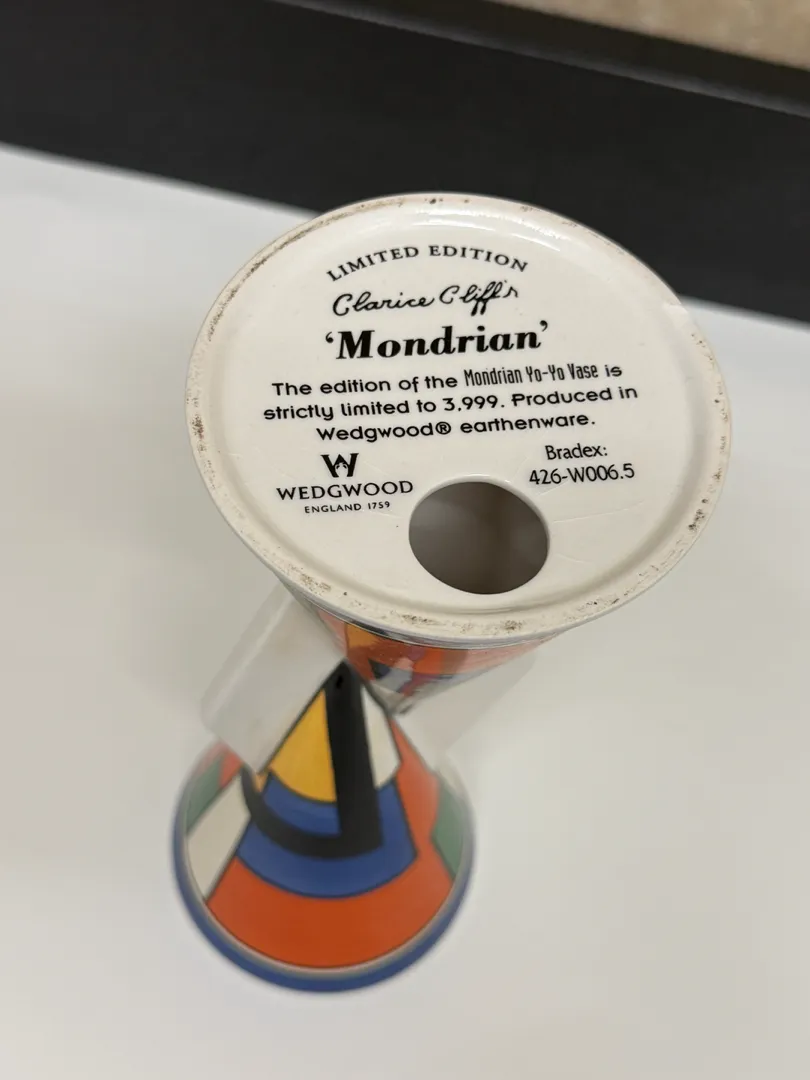 LIMITED EDITION
Clarice Cliff's
'Mondrian'
The edition of the Mondrian Yo-Yo Vase is
strictly limited to 3.999. Produced in
Wedgwood® earthenware.
W
WEDGWOOD
ENGLAND 1759
Bradex:
426-W006.5